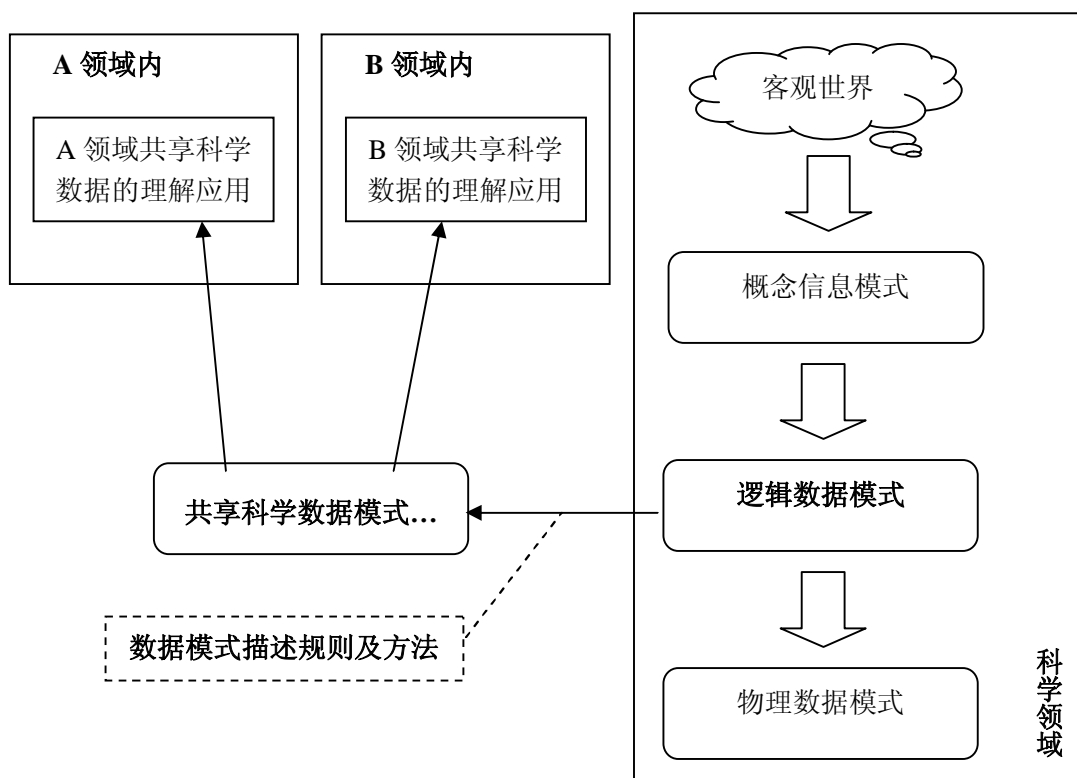 A 领域内
A 领域共享科学
数据的理解应用
B 领域内
B 领域共享科学
数据的理解应用
客观世界
概念信息模式
逻辑数据模式
共享科学数据模式…
数据模式描述规则及方法
物理数据模式
科学领域